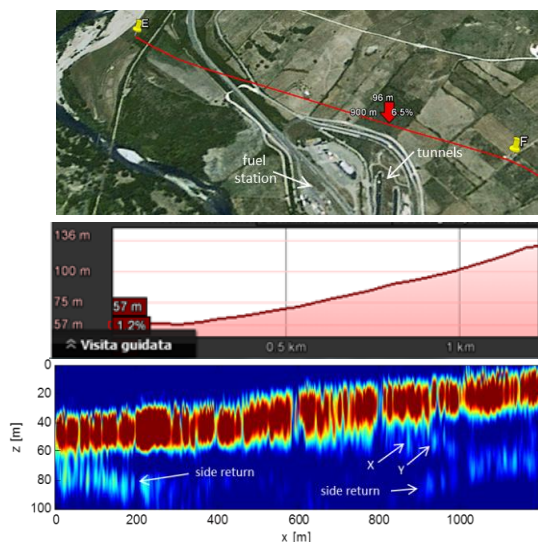 E
96 m
900 m 6.5%
F
fuel
station
tunnels
136 m
100 m
75 m
57 m
57 m
1.2%
Visita guidata
0.5 km
1 km
0
20
40
60
80
100
z [m]
side return
X
Y
side return
0
200
400
600
800
1000
x [m]